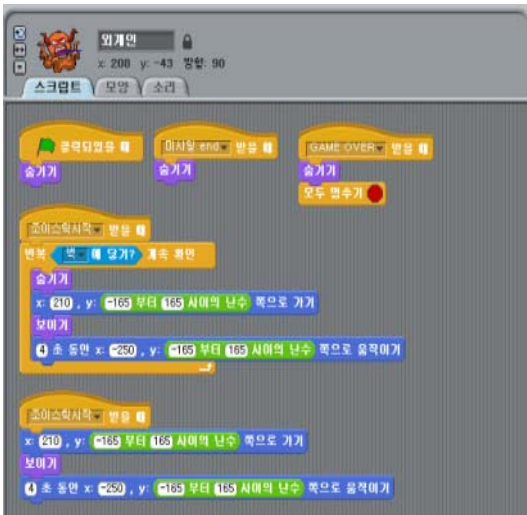 외계인
x: 200 y: -43 방향: 90
스크립트 모양 소리
클릭되었을 때
숨기기
미사일 end 받을 때
숨기기
GAME OVER 받을 때
숨기기
모두 멈추기
조이스틱시작 받을 때
반복 벽 에 닿기? 계속 확인
숨기기
x: 210 , y: -165 부터 165 사이의 난수 쪽으로 가기
보이기
4 초 동안 x: -250 , y: -165 부터 165 사이의 난수 쪽으로 움직이기
조이스틱시작 받을 때
x: 210 , y: -165 부터 165 사이의 난수 쪽으로 가기
보이기
4 초 동안 x: -250 , y: -165 부터 165 사이의 난수 쪽으로 움직이기